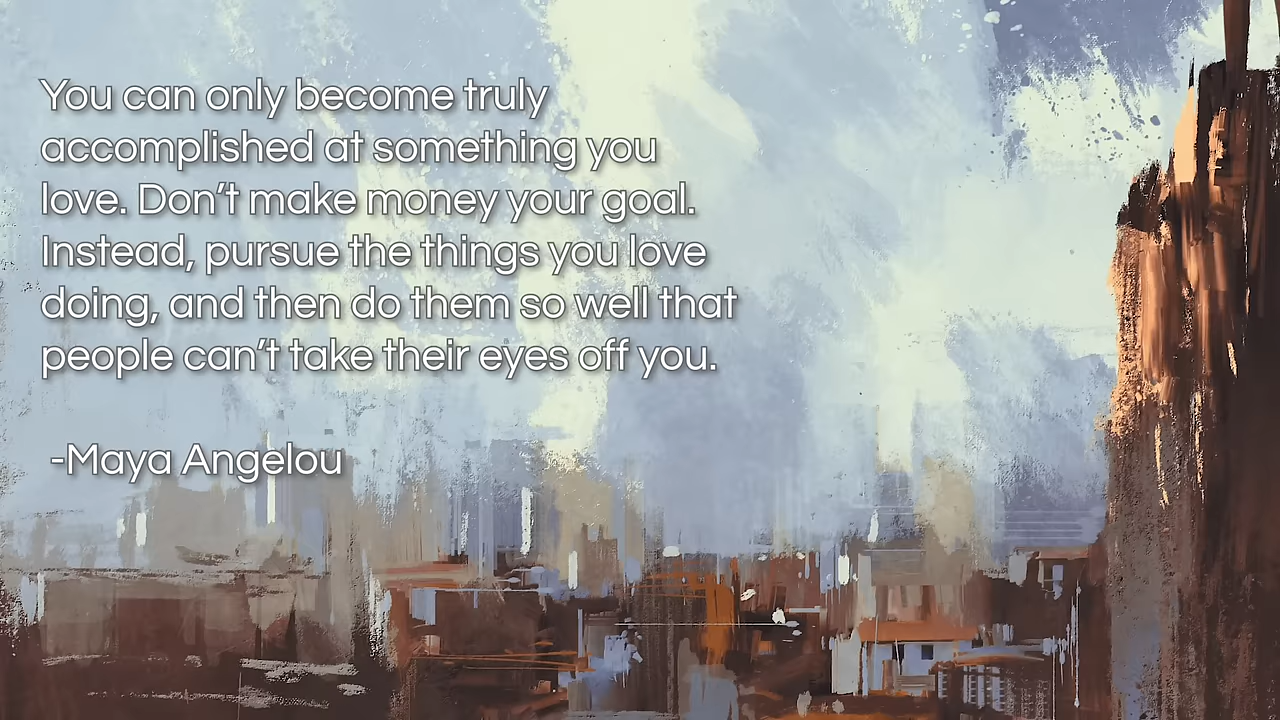 You can only become truly
accomplished at something you
love. Don’t make money your goal.
Instead, pursue the things you love
doing, and then do them so well that
people can’t take their eyes off you.
-Maya Angelou